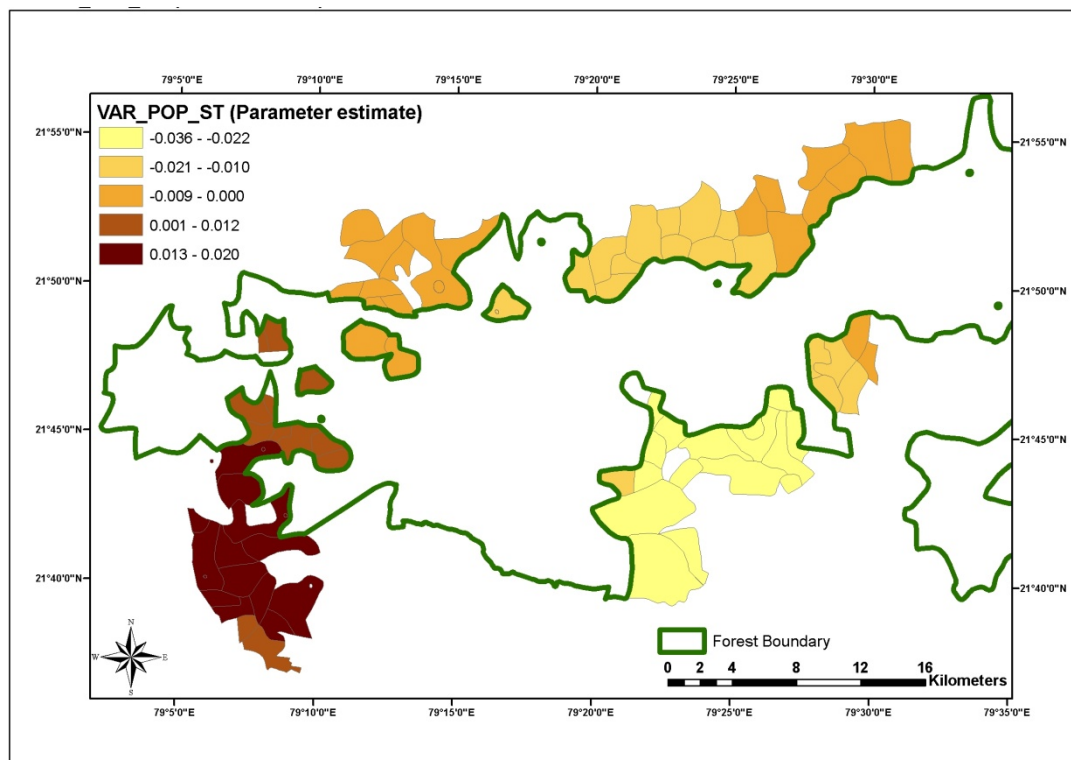 79°5'0"E 79°10'0"E 79°15'0"E 79°20'0"E 79°25'0"E 79°30'0"E
VAR_POP_ST (Parameter estimate)
-0.036 - -0.022
-0.021 - -0.010
-0.009 - 0.000
0.001 - 0.012
0.013 - 0.020
21°55'0"N 21°55'0"N
21°50'0"N 21°50'0"N
21°45'0"N 21°45'0"N
21°40'0"N 21°40'0"N
N
W E
S
Forest Boundary
0 2 4 8 12 16
Kilometers
79°5'0"E 79°10'0"E 79°15'0"E 79°20'0"E 79°25'0"E 79°30'0"E 79°35'0"E